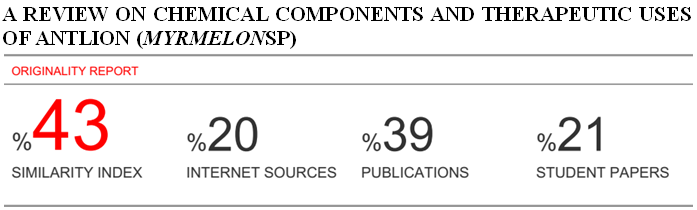 A REVIEW ON CHEMICAL COMPONENTS AND THERAPEUTIC USES
OF ANTLION (MYRMELONSP)
ORIGINALITY REPORT
%43 %20 %39 %21
SIMILARITY INDEX INTERNET SOURCES PUBLICATIONS STUDENT PAPERS